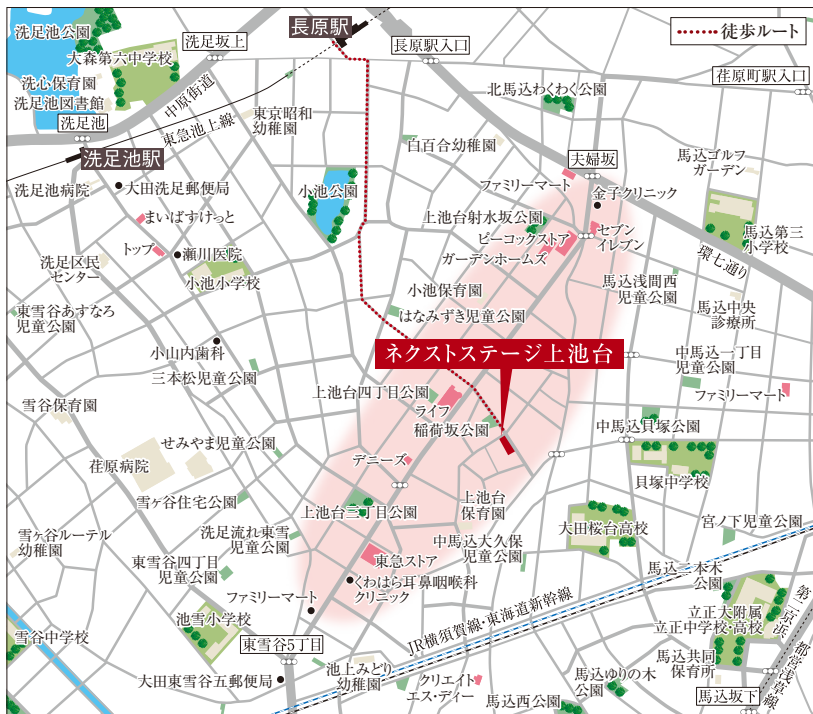 洗足池公園
大森第六中学校
洗足坂上
長原駅
長原駅入口
徒歩ルート
荏原町駅入口
洗心保育園
洗足池図書館
洗足池
中原街道
東急池上線
東京昭和
幼稚園
北馬込わくわく公園
白百合幼稚園
夫婦坂
馬込ゴルフ
ガーデン
洗足池駅
洗足池病院
大田洗足郵便局
小池公園
ファミリーマート
金子クリニック
まいばすけっと
上池台射水坂公園
ピーコックストア
セブン
イレブン
ガーデンホームズ
馬込第三
小学校
環七通り
トップ
瀬川医院
洗足区民
センター
小池小学校
小池保育園
馬込浅間西
児童公園
馬込中央
診療所
東雪谷あすなろ
児童公園
はなみずき児童公園
小山内歯科
ネクストステージ上池台
中馬込一丁目
児童公園
三本松児童公園
上池台四丁目公園
ライフ
ファミリーマート
雪谷保育園
稲荷坂公園
中馬込貝塚公園
せみやま児童公園
荏原病院
デニーズ
貝塚中学校
雪ヶ谷住宅公園
上池台三丁目公園
上池台
保育園
大田桜台高校
宮ノ下児童公園
雪ヶ谷ルーテル
幼稚園
洗足流れ東雪
児童公園
中馬込大久保
児童公園
東雪谷四丁目
児童公園
東急ストア
馬込二本木
公園
くわはら耳鼻咽喉科
クリニック
ファミリーマート
池雪小学校
JR横須賀線・東海道新幹線
立正大附属
立正中学校・高校
第二京浜
都営浅草線
雪谷中学校
東雪谷5丁目
大田東雪谷五郵便局
池上みどり
幼稚園
クリエイト
エス・ディー
馬込ゆりの木
公園
馬込共同
保育所
馬込西公園
馬込坂下